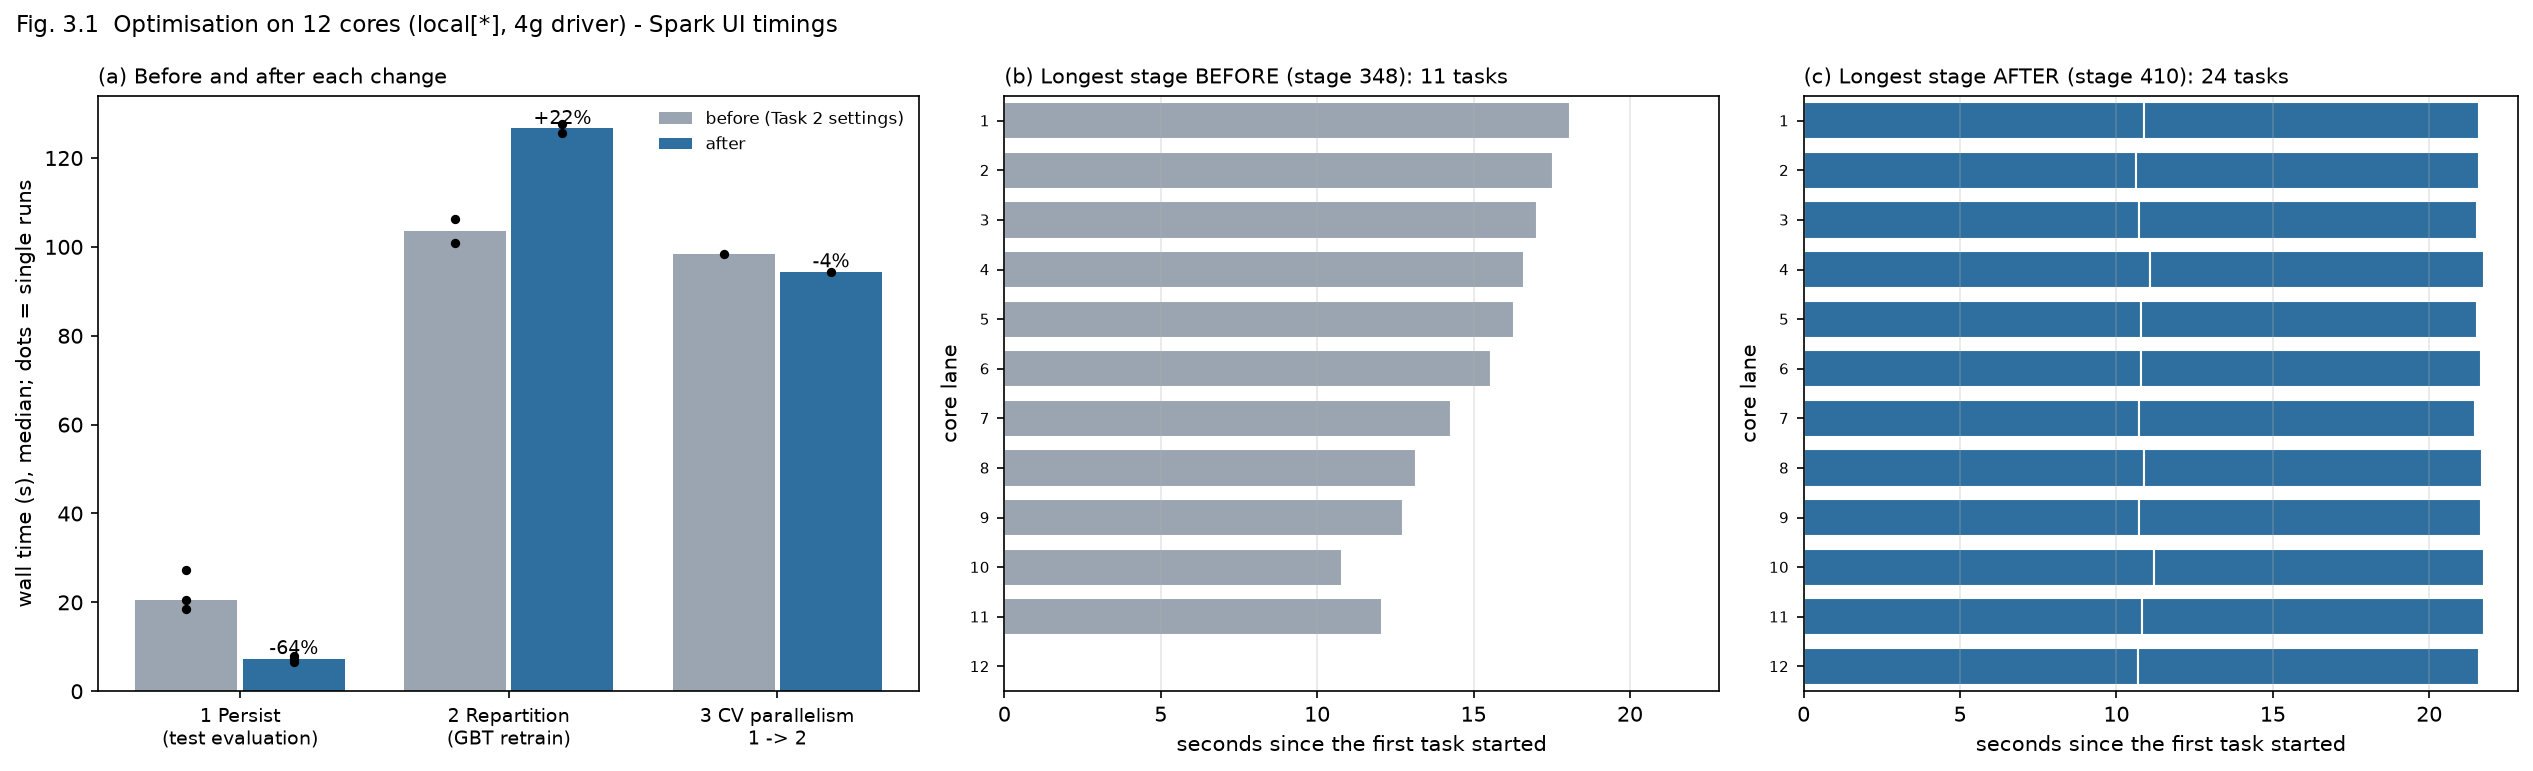 Fig. 3.1  Optimisation on 12 cores (local[*], 4g driver) - Spark UI timings
(a) Before and after each change
wall time (s), median; dots = single runs
120
100
80
60
40
20
0
+22%
-4%
-64%
before (Task 2 settings)
after
1 Persist
(test evaluation)
2 Repartition
(GBT retrain)
3 CV parallelism
1 -> 2
(b) Longest stage BEFORE (stage 348): 11 tasks
core lane
1
2
3
4
5
6
7
8
9
10
11
12
0
5
10
15
20
seconds since the first task started
(c) Longest stage AFTER (stage 410): 24 tasks
core lane
1
2
3
4
5
6
7
8
9
10
11
12
0
5
10
15
20
seconds since the first task started